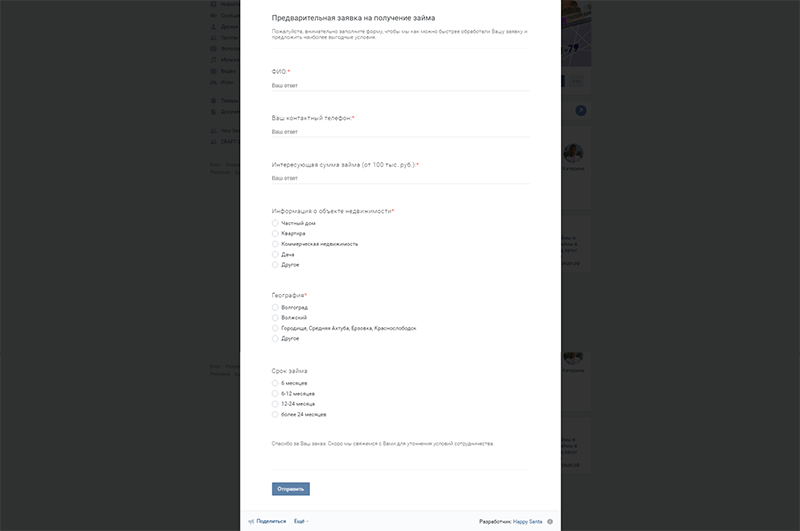 Предварительная заявка на получение займа
Пожалуйста, внимательно заполните форму, чтобы мы как можно быстрее обработали Вашу заявку и
предложить наиболее выгодные условия.
ФИО:*
Ваш ответ
Ваш контактный телефон:*
Ваш ответ
Интересующая сумма займа (от 100 тыс. руб.):*
Ваш ответ
Информация о объекте недвижимости*
Частный дом
Квартира
Коммерческая недвижимость
Дача
Другое
География*
Волгоград
Волжский
Городище, Средняя Ахтуба, Ерзовка, Краснослободск
Другое
Срок займа
6 месяцев
6-12 месяцев
12-24 месяца
более 24 месяцев
Спасибо за Ваш заказ. Скоро мы свяжемся с Вами для уточнения условий сотрудничества.
Отправить
Поделиться Ещё
Разработчик: Happy Santa